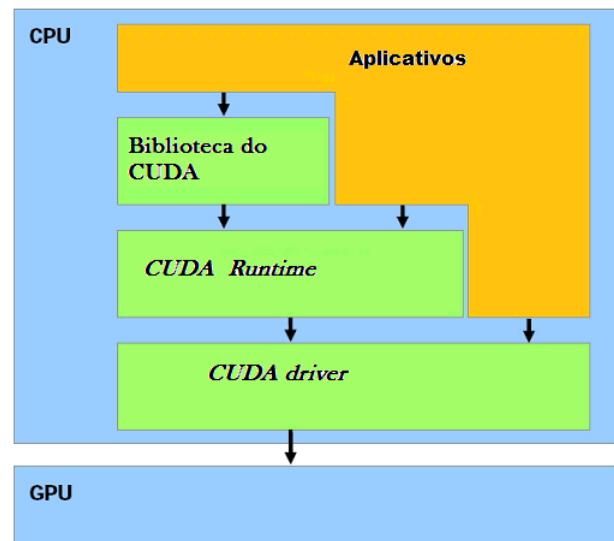 CPU
Aplicativos
Biblioteca do
CUDA
CUDA Runtime
CUDA driver
GPU